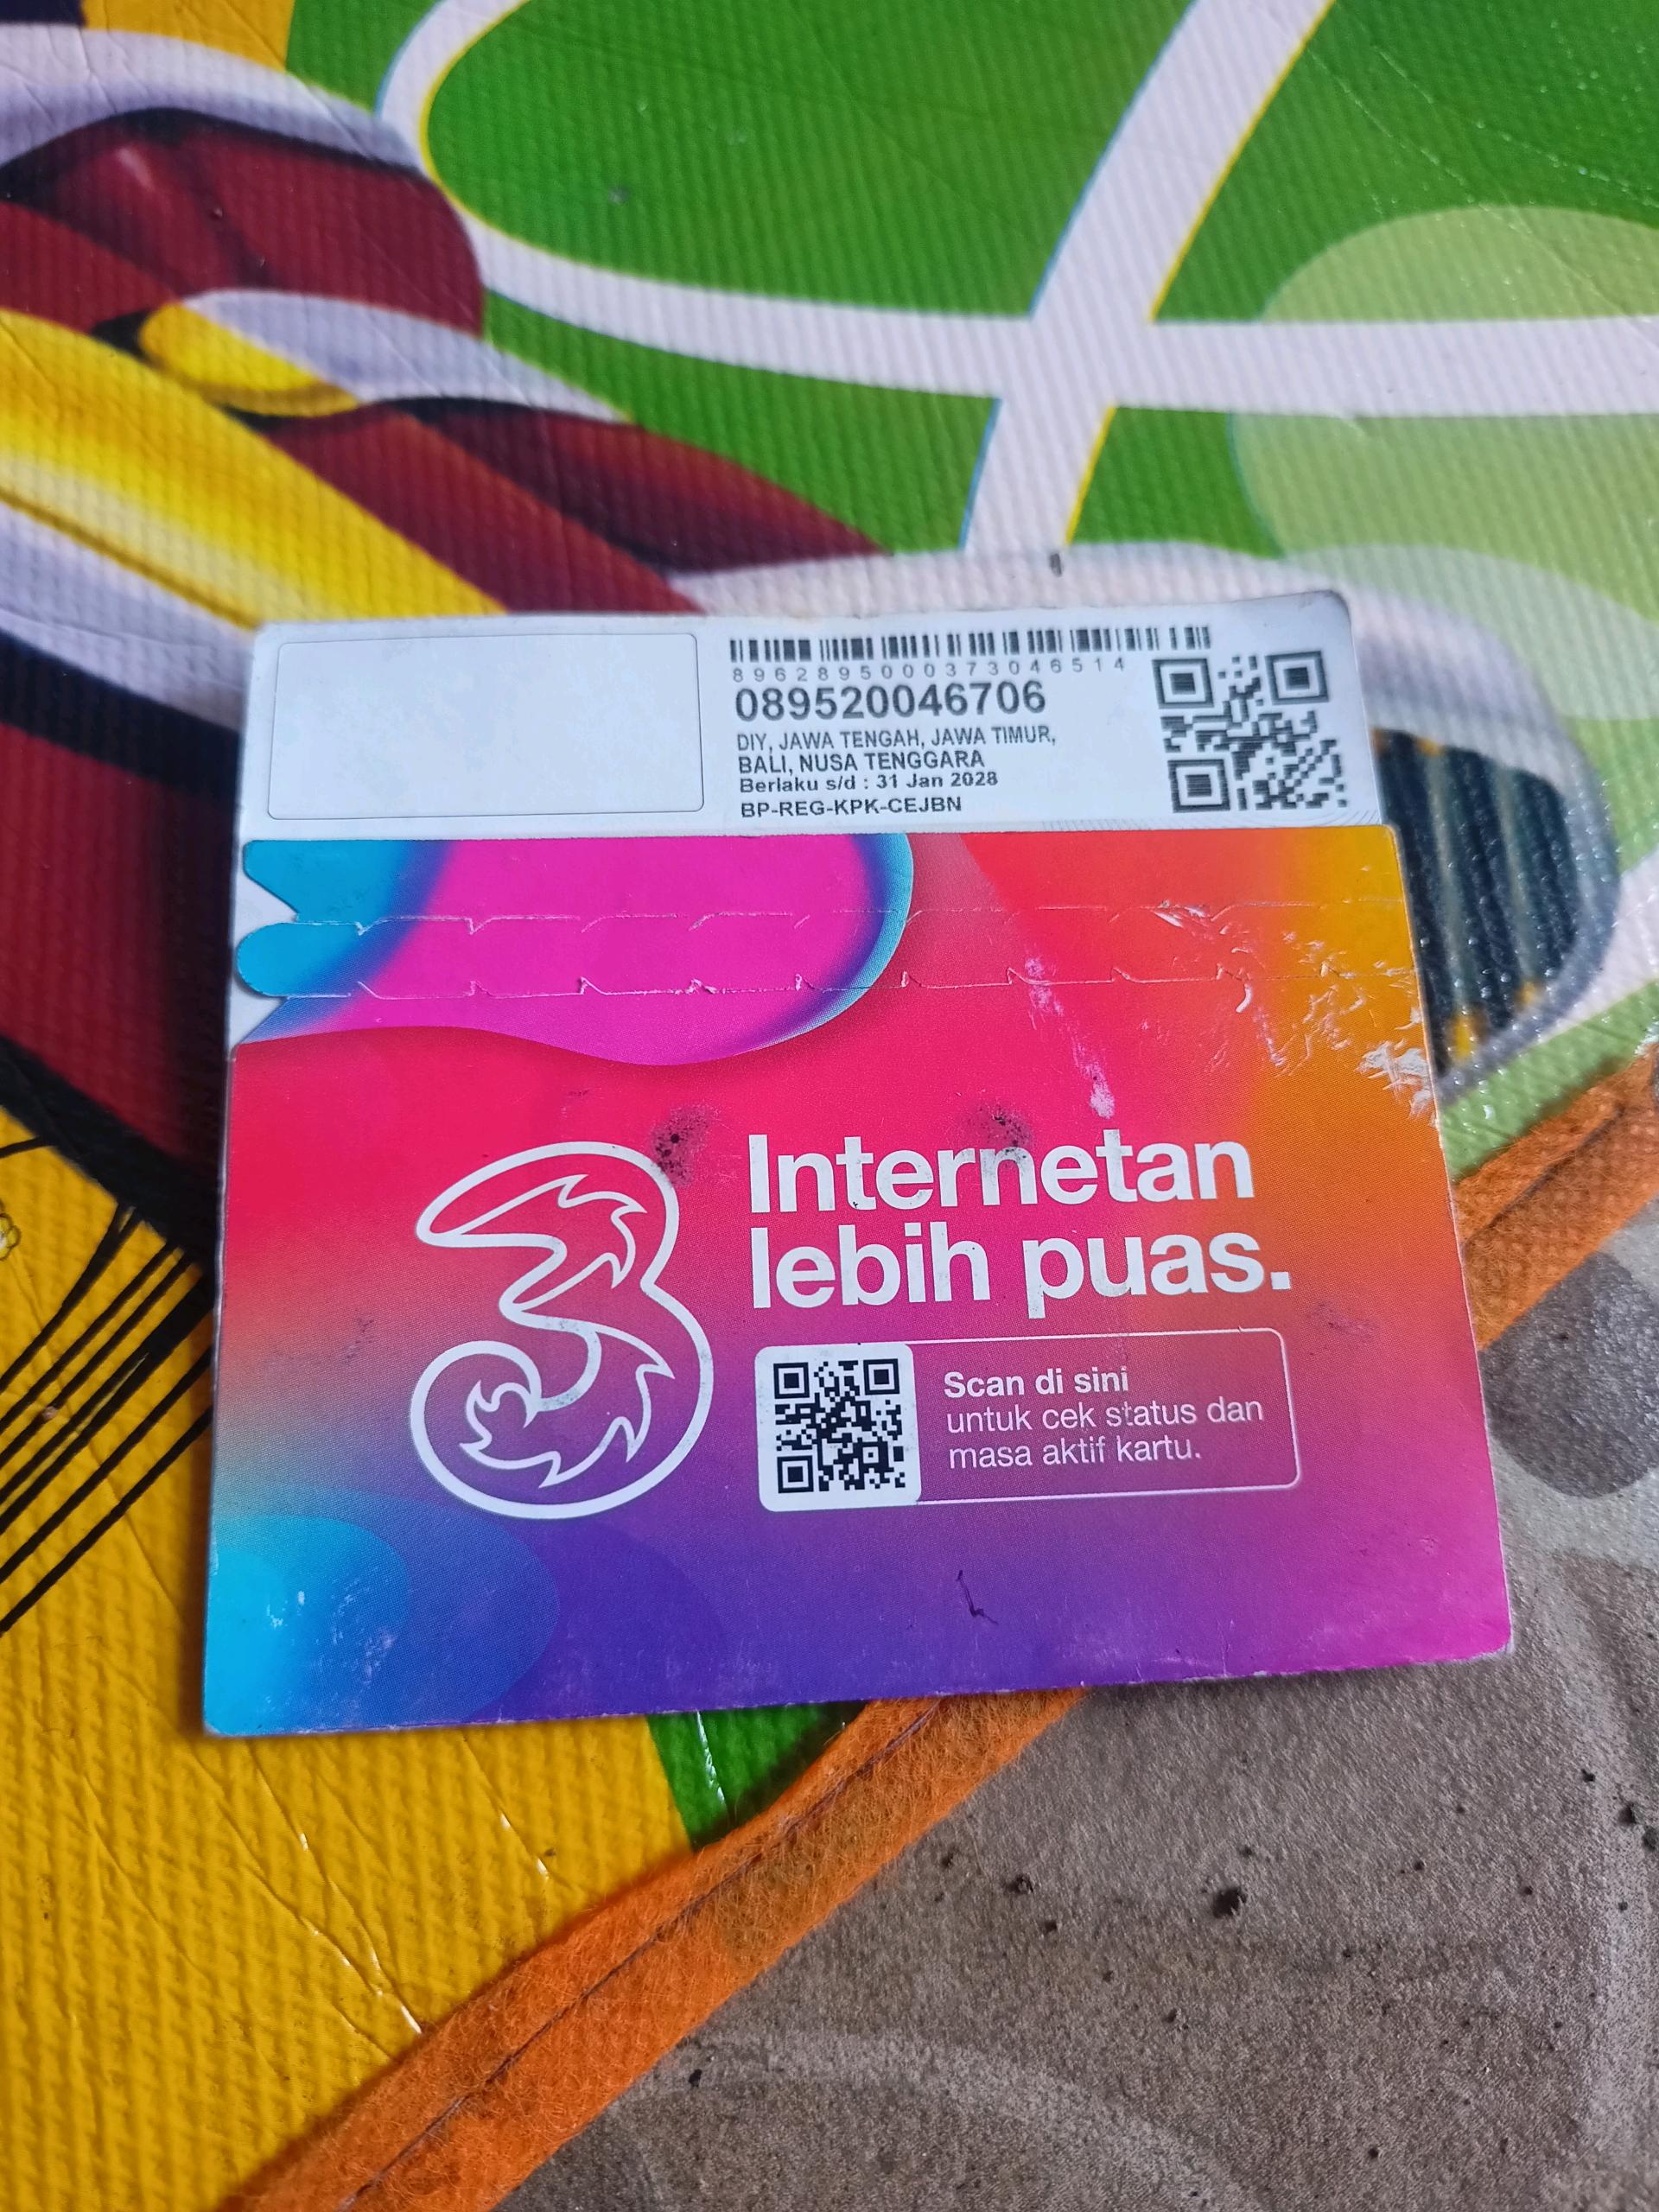 8962895000373046514
089520046706
DIY, JAWA TENGAH, JAWA TIMUR,
BALI, NUSA TENGGARA
Berlaku s/d : 31 Jan 2028
BP-REG-KPK-CEJBN
3
Internetan
lebih puas.
Scan di sini
untuk cek status dan
masa aktif kartu.